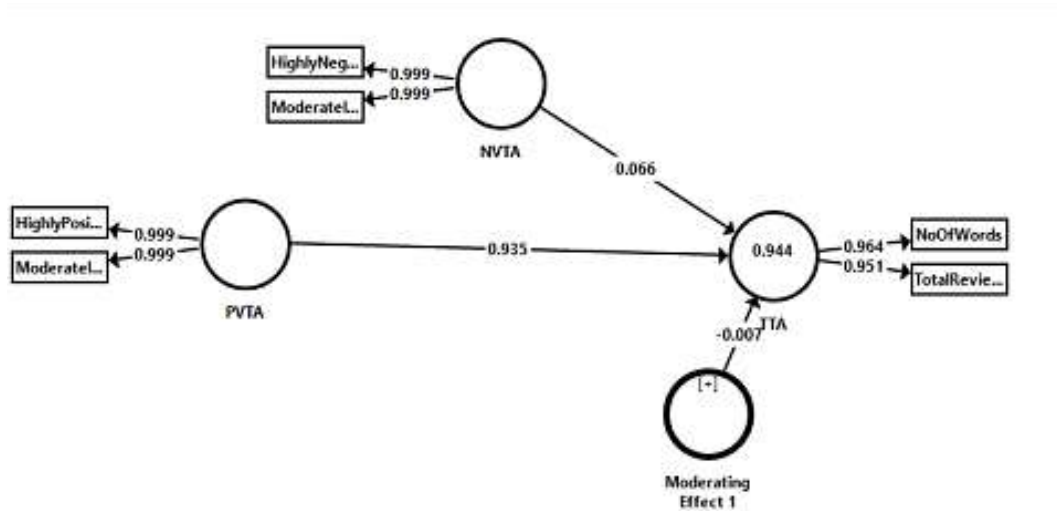 HighlyNeg...
0.999
0.999
ModerateI...
NVTA
0.066
HighlyPosi...
0.999
0.999
ModerateI...
PVTA
0.935
0.944
0.964
NoOfWords
0.951
TotalRevie...
TTA
-0.007
[+]
Moderating
Effect 1